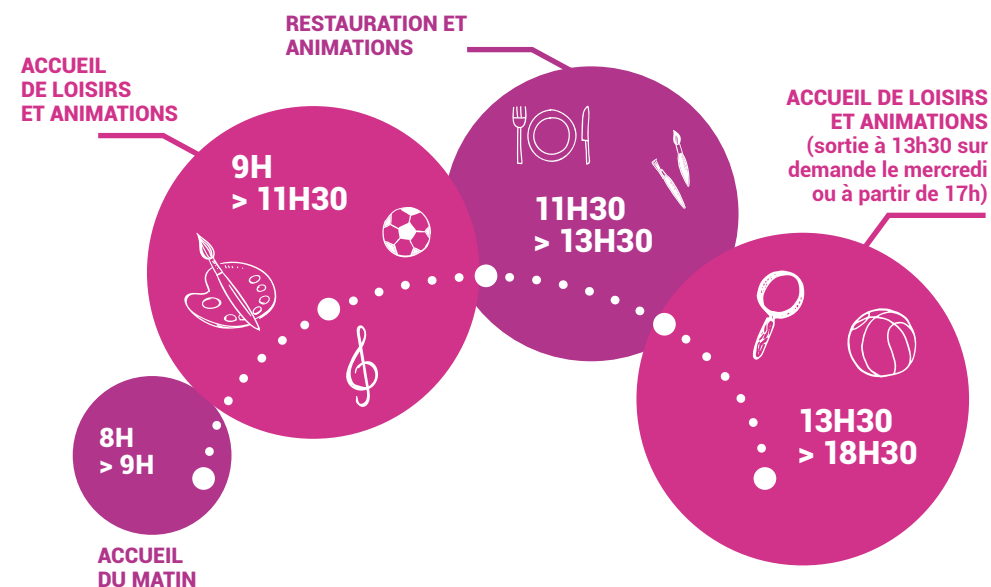 ACCUEIL
DU MATIN
8H
> 9H
ACCUEIL
DE LOISIRS
ET ANIMATIONS
9H
> 11H30
RESTAURATION ET
ANIMATIONS
11H30
> 13H30
ACCUEIL DE LOISIRS
ET ANIMATIONS
(sortie à 13h30 sur
demande le mercredi
ou à partir de 17h)
13H30
> 18H30